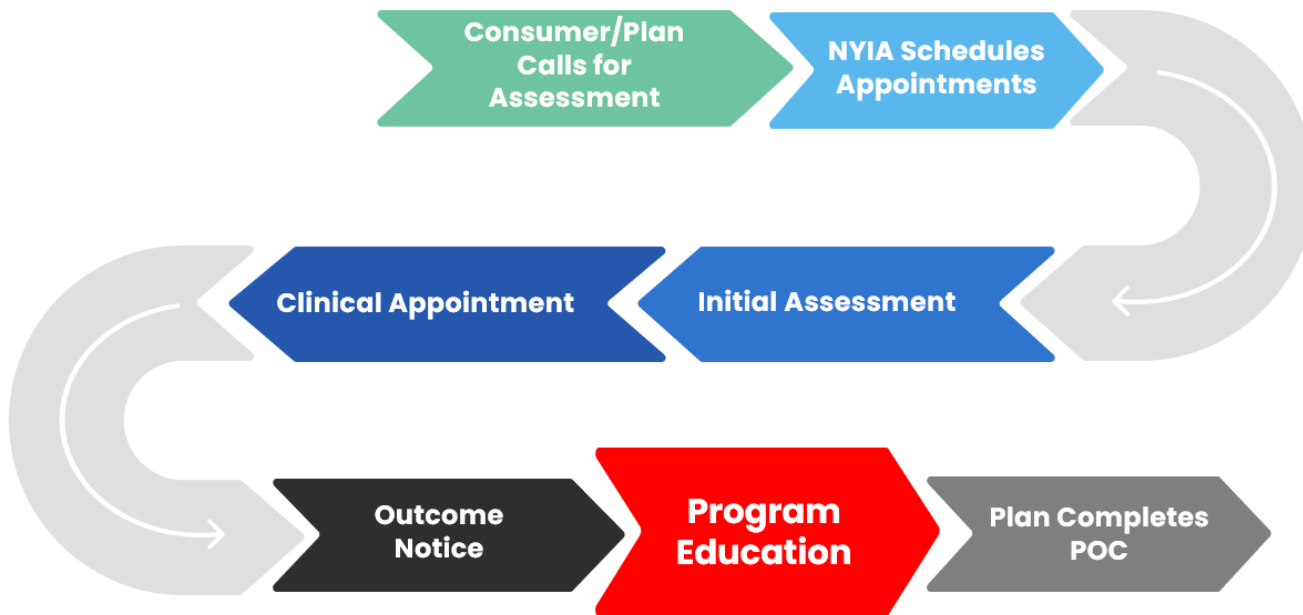 Consumer/Plan
Calls for
Assessment
NYIA Schedules
Appointments
Initial Assessment
Clinical Appointment
Outcome
Notice
Program
Education
Plan Completes
POC